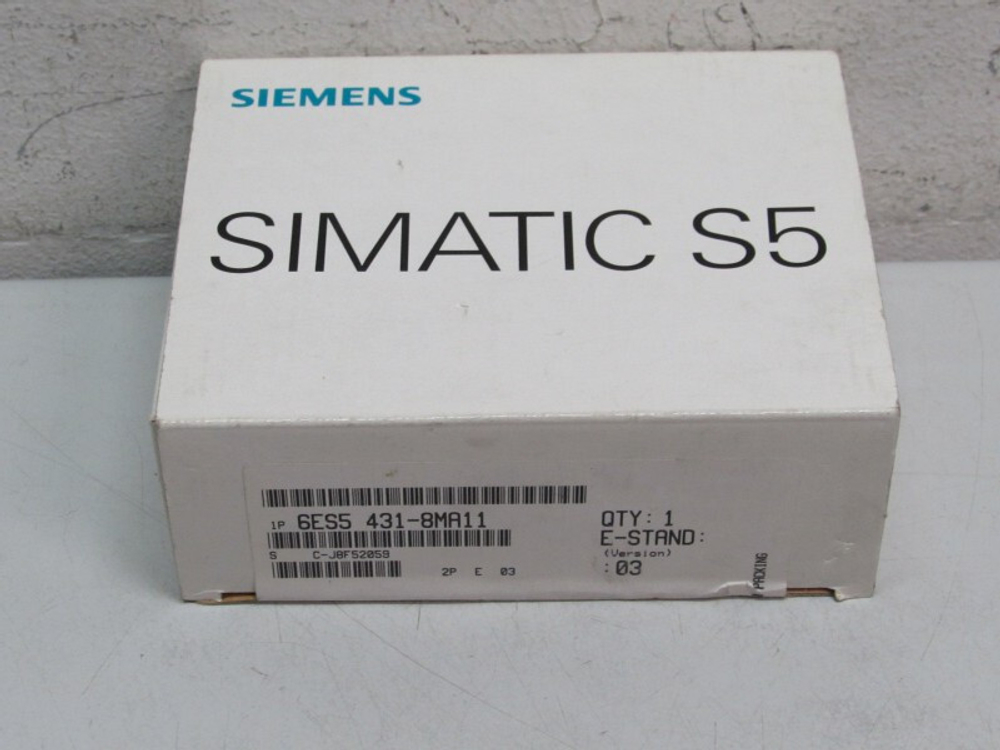 SIEMENS
SIMATIC S5
1P 6ES5 431-8MA11
S C-J8F52059
2P E 03
QTY: 1
E-STAND:
(Version)
:03
PACKING